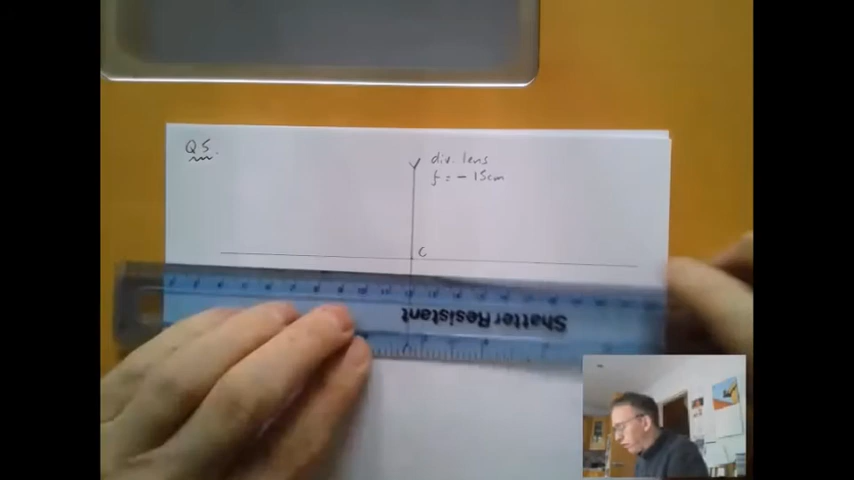 Q5.
div. lens
f = - 15cm
C
Shatter Resistant